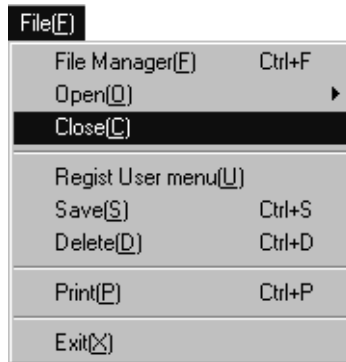 File(F)
File Manager(F) Ctrl+F
Open(O)
Close(C)
Regist User menu(U)
Save(S) Ctrl+S
Delete(D) Ctrl+D
Print(P) Ctrl+P
Exit(X)